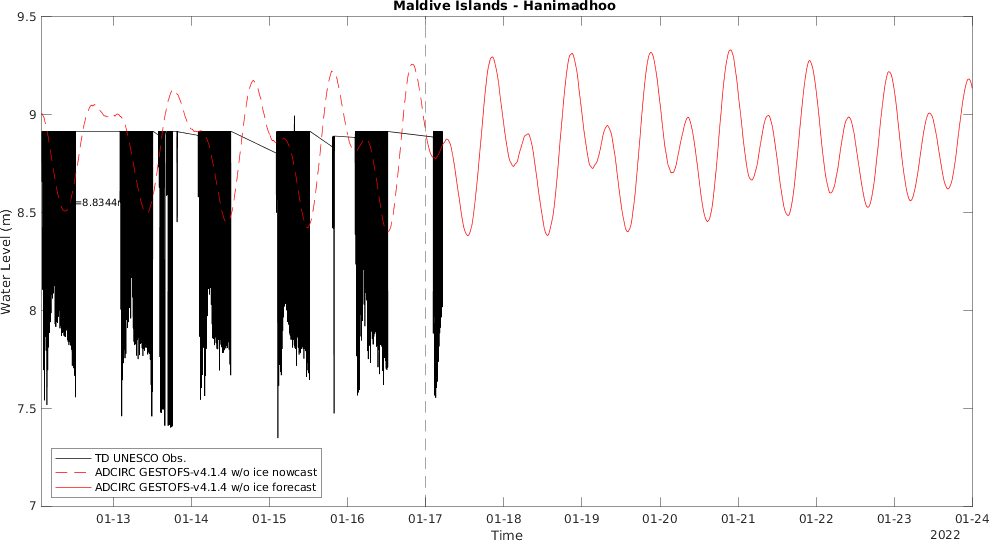 Maldive Islands - Hanimadhoo
9.5
9
8.5
8
7.5
7
Water Level (m)
=8.8344
TD UNESCO Obs.
ADCIRC GESTOFS-v4.1.4 w/o ice nowcast
ADCIRC GESTOFS-v4.1.4 w/o ice forecast
01-13 01-14 01-15 01-16 01-17 01-18 01-19 01-20 01-21 01-22 01-23 01-24
Time
2022